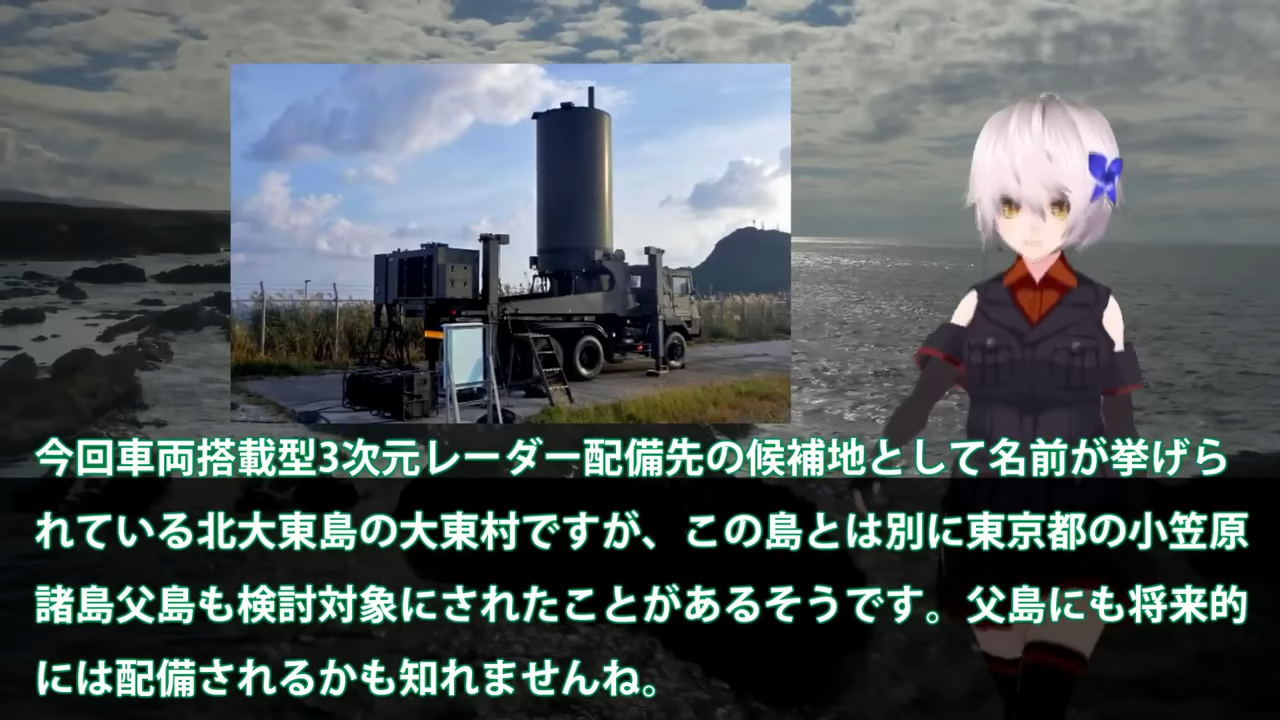 今回車両搭載型3次元レーダー配備先の候補地として名前が挙げら
れている北大東島の大東村ですが、この島とは別に東京都の小笠原
諸島父島も検討対象にされたことがあるそうです。父島にも将来的
には配備されるかも知れませんね。